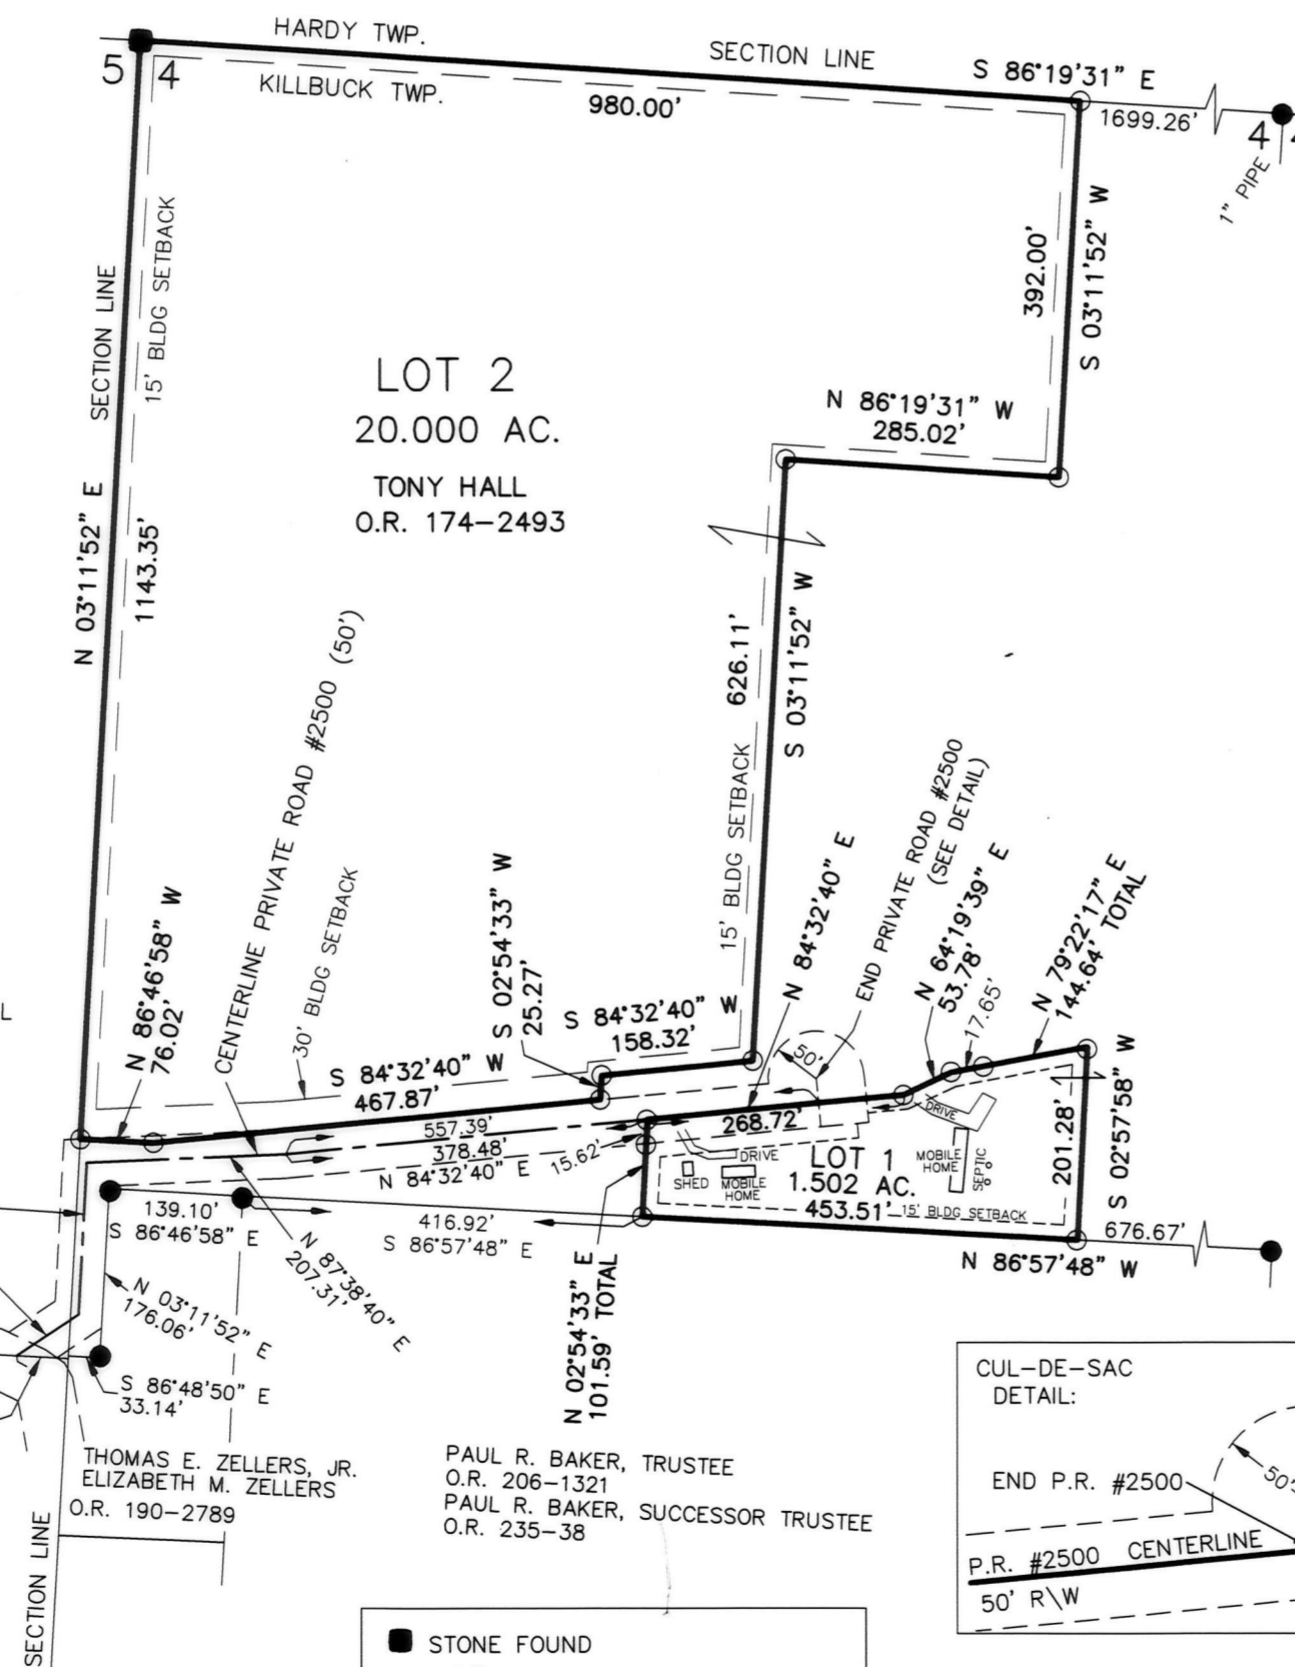 HARDY TWP.
SECTION LINE
S 86°19'31" E
5 4
KILLBUCK TWP.
980.00'
1699.26'
4
1" PIPE
15' BLDG SETBACK
SECTION LINE
N 03°11'52" E
1143.35'
392.00'
S 03°11'52" W
LOT 2
20.000 AC.
TONY HALL
O.R. 174-2493
N 86°19'31" W
285.02'
626.11'
S 03°11'52" W
15' BLDG SETBACK
CENTERLINE PRIVATE ROAD #2500 (50')
30' BLDG SETBACK
N 86°46'58" W
76.02'
S 02°54'33" W
25.27'
S 84°32'40" W
158.32'
S 84°32'40" W
467.87'
N 84°32'40" E
END PRIVATE ROAD #2500
(SEE DETAIL)
N 64°19'39" E
53.78'
17.65'
N 79°22'17" E
144.64' TOTAL
L
50'
557.39'
378.48'
N 84°32'40" E
15.62'
268.72'
DRIVE
DRIVE
SHED
MOBILE
HOME
LOT 1
1.502 AC.
453.51'
15' BLDG SETBACK
MOBILE
HOME
SEPTIC
201.28'
S 02°57'58" W
676.67'
N 86°57'48" W
139.10'
S 86°46'58" E
416.92'
S 86°57'48" E
N 87°38'40" E
207.31'
N 03°11'52" E
176.06'
S 86°48'50" E
33.14'
N 02°54'33" E
101.59' TOTAL
THOMAS E. ZELLERS, JR.
ELIZABETH M. ZELLERS
O.R. 190-2789
PAUL R. BAKER, TRUSTEE
O.R. 206-1321
PAUL R. BAKER, SUCCESSOR TRUSTEE
O.R. 235-38
SECTION LINE
CUL-DE-SAC
DETAIL:
END P.R. #2500
50'
P.R. #2500 CENTERLINE
50' R\W
STONE FOUND